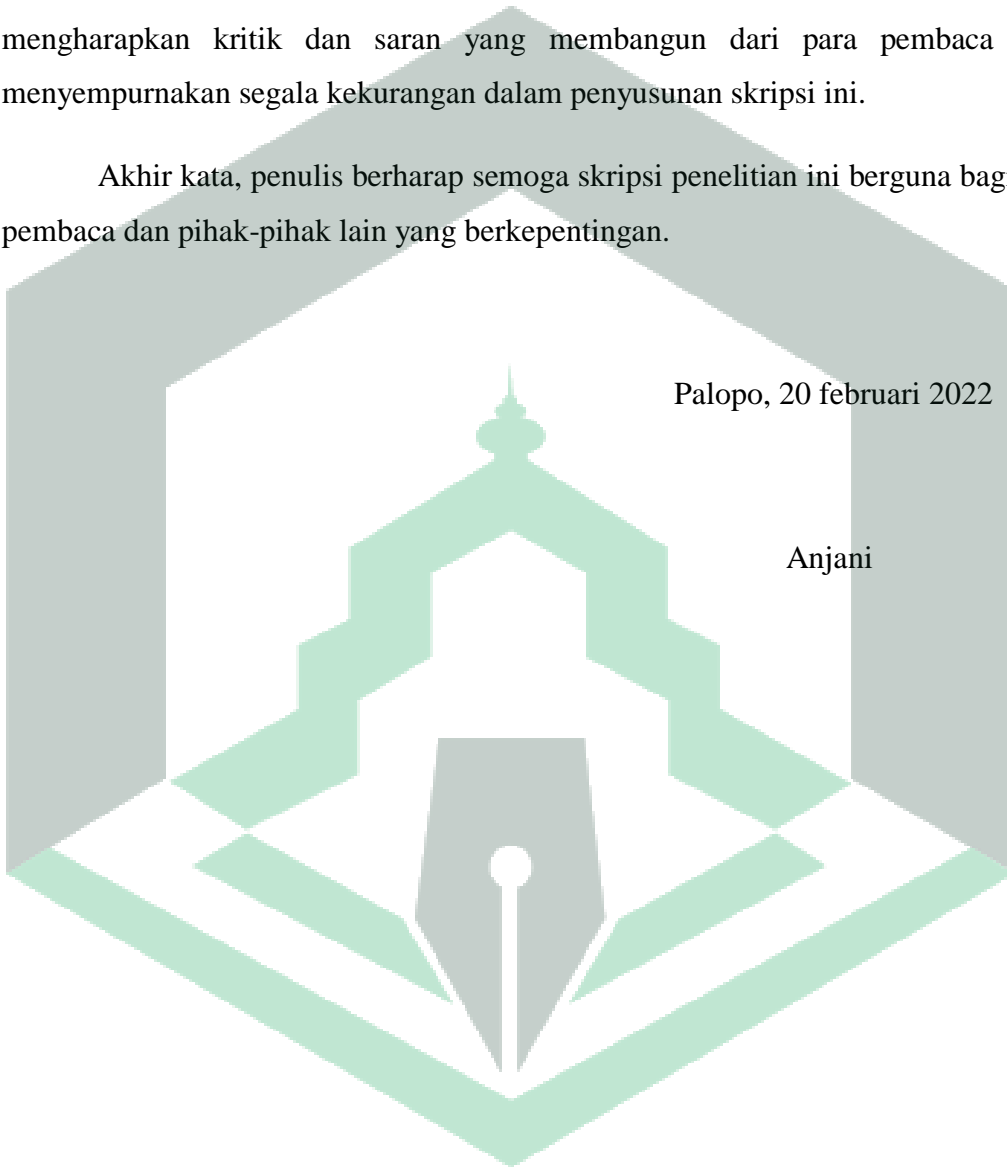 mengharapkan kritik dan saran yang membangun dari para pembaca
menyempurnakan segala kekurangan dalam penyusunan skripsi ini.
Akhir kata, penulis berharap semoga skripsi penelitian ini berguna bag
pembaca dan pihak-pihak lain yang berkepentingan.
Palopo, 20 februari 2022
Anjani